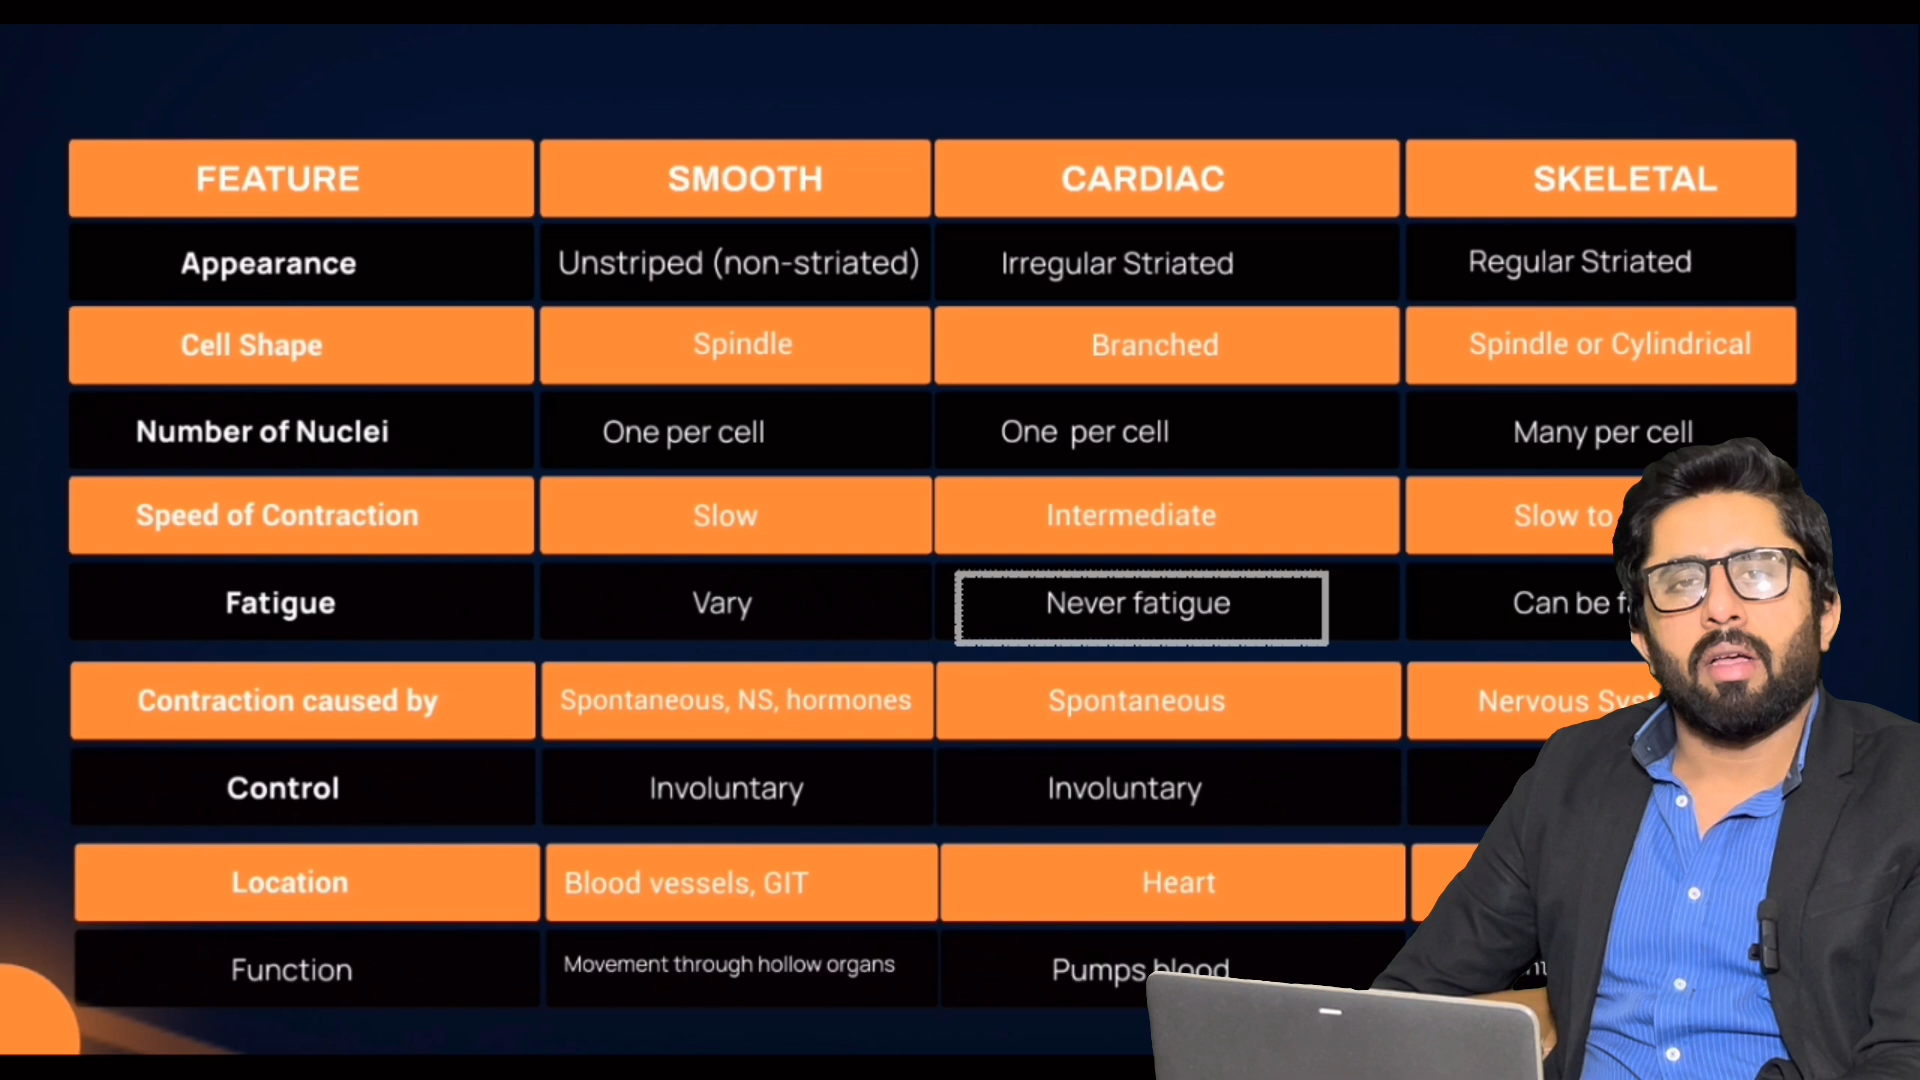 FEATURE SMOOTH CARDIAC SKELETAL
Appearance Unstriped (non-striated) Irregular Striated Regular Striated
Cell Shape Spindle Branched Spindle or Cylindrical
Number of Nuclei One per cell One per cell Many per cell
Speed of Contraction Slow Intermediate Slow to
Fatigue Vary Never fatigue Can be
Contraction caused by Spontaneous, NS, hormones Spontaneous Nervous
Control Involuntary Involuntary
Location Blood vessels, GIT Heart
Function Movement through hollow organs Pumps blood